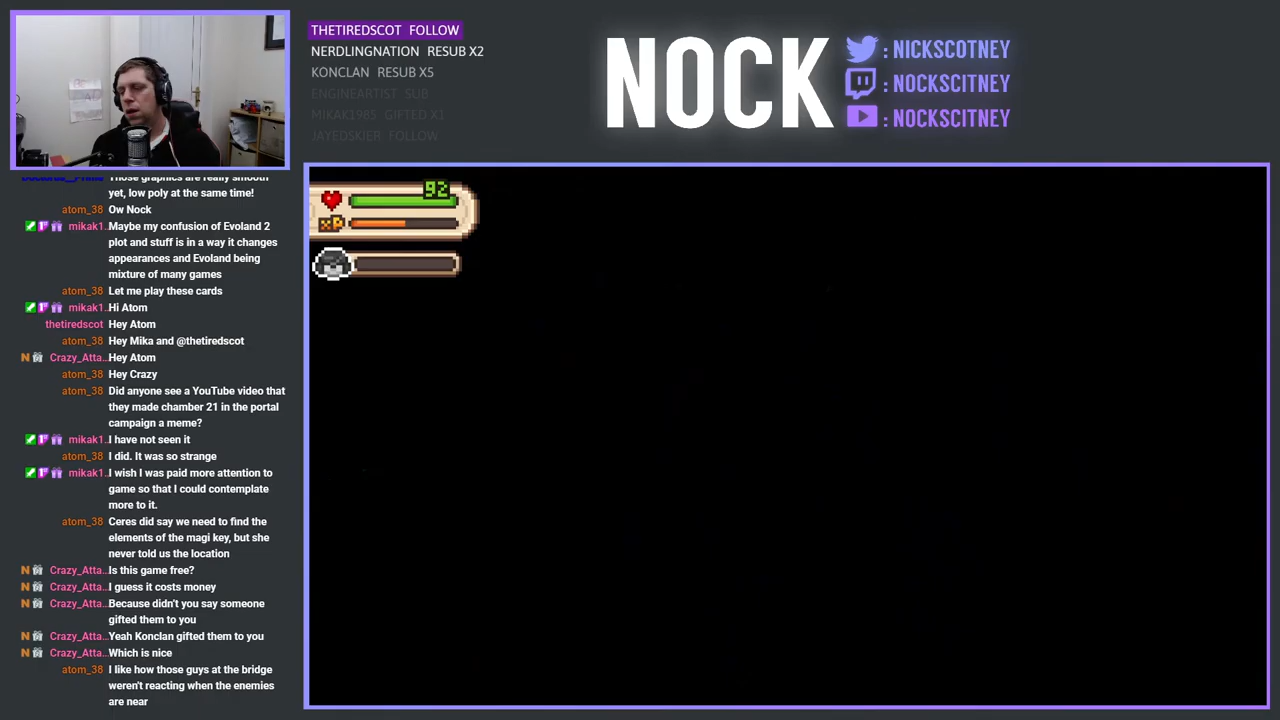 THETIREDSCOT FOLLOW
NERDLINGNATION RESUB X2
KONCLAN RESUB X5
ENGINEARTIST SUB
MIKAK1985 GIFTED X1
JAYEDSKIER FOLLOW
NOCK
: NICKSCOTNEY
: NOCKSCITNEY
: NOCKSCITNEY
92
XP
Those graphics are really smooth
yet, low poly at the same time!
atom_38 Ow Nock
mikak1.. Maybe my confusion of Evoland 2
plot and stuff is in a way it changes
appearances and Evoland being
mixture of many games
atom_38 Let me play these cards
mikak1.. Hi Atom
thetiredscot Hey Atom
atom_38 Hey Mika and @thetiredscot
Crazy_Atta.. Hey Atom
atom_38 Hey Crazy
atom_38 Did anyone see a YouTube video that
they made chamber 21 in the portal
campaign a meme?
mikak1.. I have not seen it
atom_38 I did. It was so strange
mikak1.. I wish I was paid more attention to
game so that I could contemplate
more to it.
atom_38 Ceres did say we need to find the
elements of the magi key, but she
never told us the location
Crazy_Atta.. Is this game free?
Crazy_Atta.. I guess it costs money
Crazy_Atta.. Because didn't you say someone
gifted them to you
Crazy_Atta.. Yeah Konclan gifted them to you
Crazy_Atta.. Which is nice
atom_38 I like how those guys at the bridge
weren't reacting when the enemies
are near